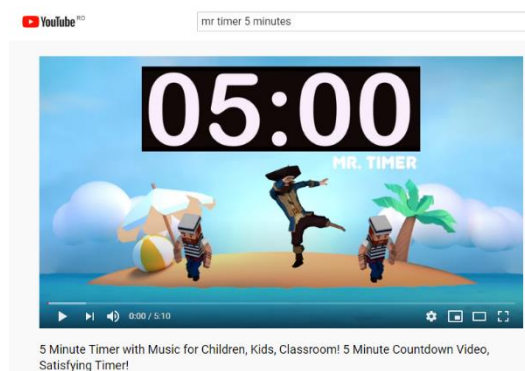 YouTube RO
mr timer 5 minutes
05:00
MR. TIMER
0:00 / 5:10
5 Minute Timer with Music for Children, Kids, Classroom! 5 Minute Countdown Video,
Satisfying Timer!